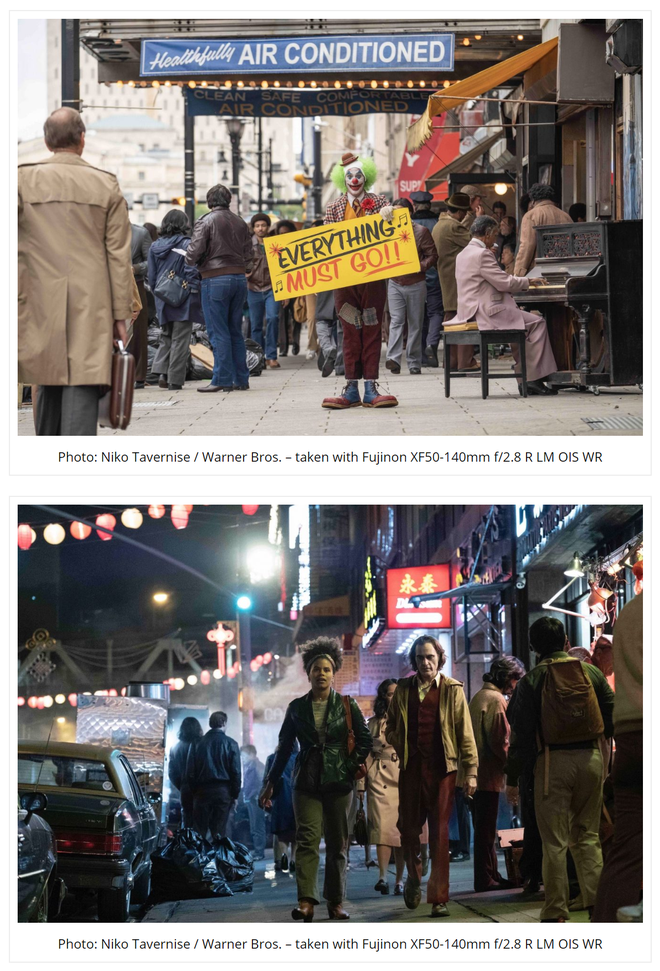 Healthfully AIR CONDITIONED
CLEAN SAFE COMFORTABLE
AIR CONDITIONED
SUP
EVERYTHING
MUST GO!!
Photo: Niko Tavernise / Warner Bros. – taken with Fujinon XF50-140mm f/2.8 R LM OIS WR
永泰
Photo: Niko Tavernise / Warner Bros. – taken with Fujinon XF50-140mm f/2.8 R LM OIS WR